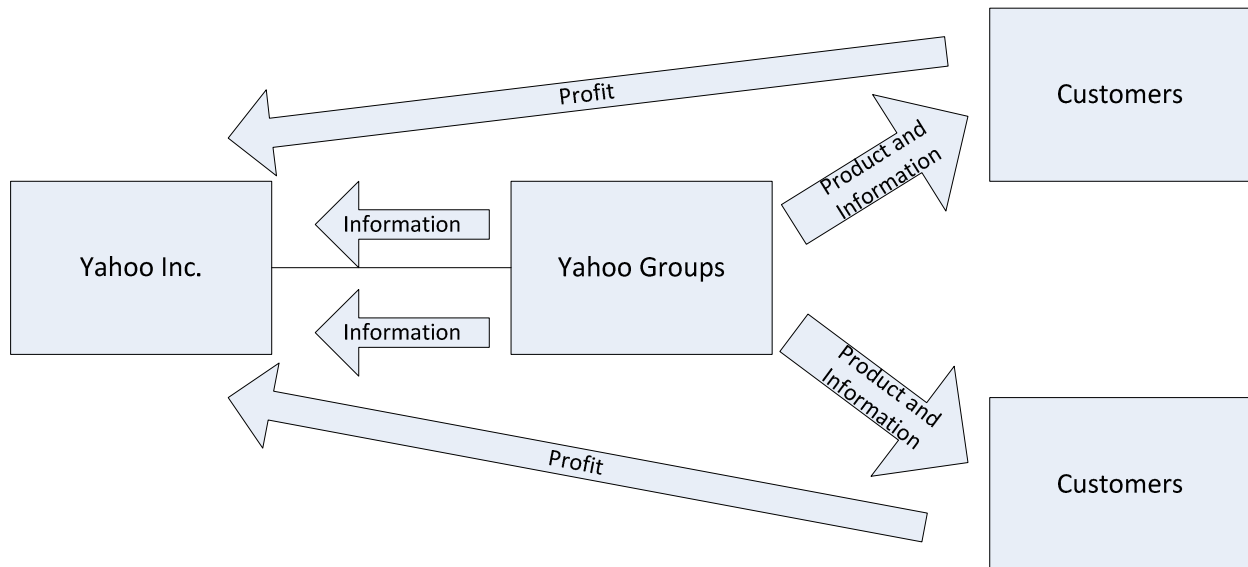 Profit
Customers
Product and
Information
Information
Yahoo Inc.
Yahoo Groups
Information
Product and
Information
Profit
Customers